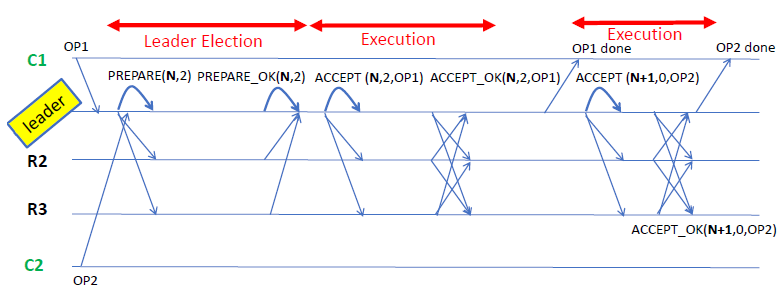 Leader Election
Execution
Execution
OP1
OP1 done
OP2 done
C1
PREPARE(N,2)
PREPARE_OK(N,2)
ACCEPT (N,2,OP1)
ACCEPT_OK(N,2,OP1)
ACCEPT (N+1,0,OP2)
leader
R2
R3
ACCEPT_OK(N+1,0,OP2)
C2
OP2